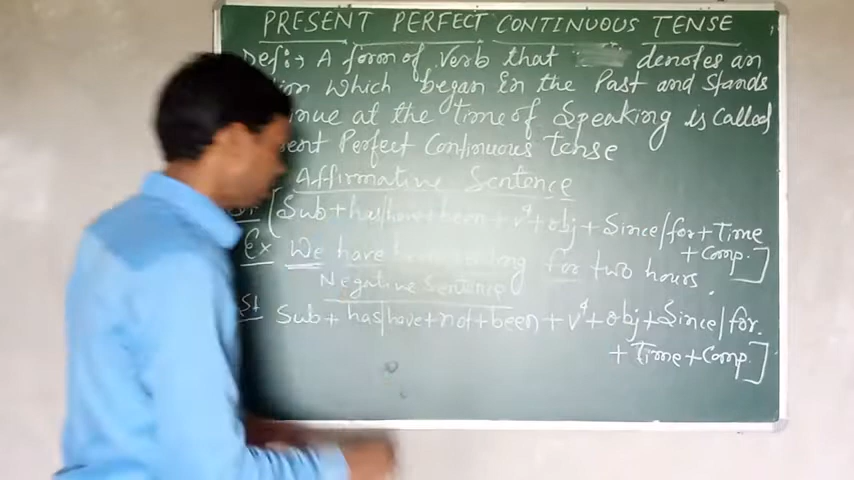 PRESENT PERFECT CONTINUOUS TENSE
Def:→ A form of verb that denotes an
which began in the Past and Stands
at the Time of Speaking is called
Perfect Continuous tense
Affirmative Sentence
[Sub + has/have + been + v⁴ + obj + Since/for + Time
+ Comp.]
Ex We have for two hours.
Negative Sentence
St Sub + has/have + not + been + v⁴ + obj + Since/for
+ Time + Comp.]